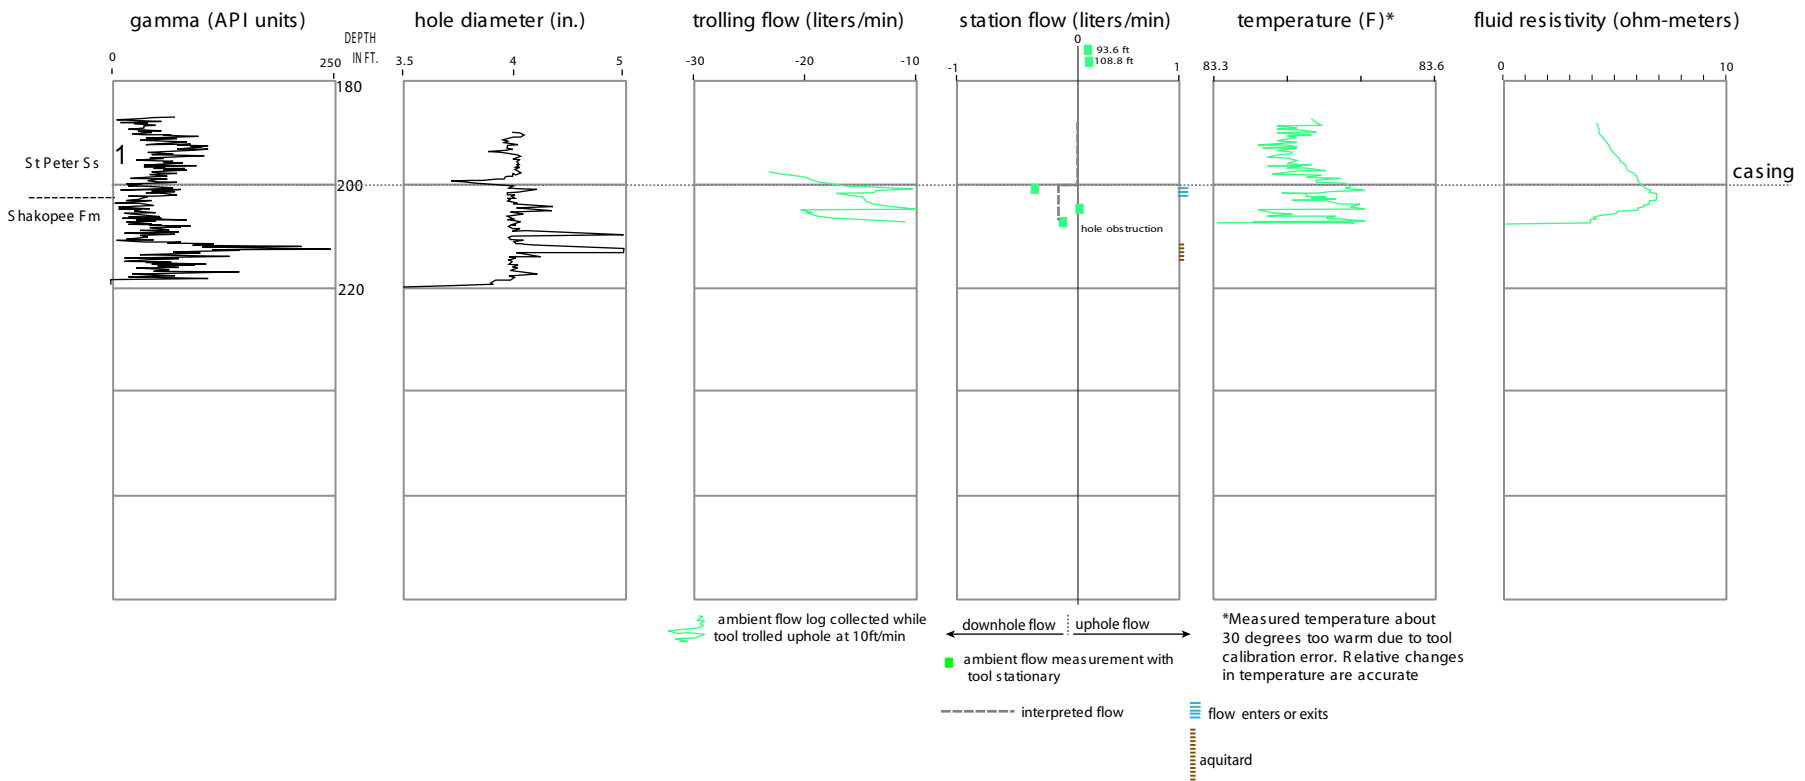 gamma (API units)
hole diameter (in.)
trolling flow (liters/min)
station flow (liters/min)
temperature (F)*
fluid resistivity (ohm-meters)
DEPTH
IN FT.
0
250
3.5
4
5
-30
-20
-10
-1
0
1
93.6 ft
108.8 ft
83.3
83.6
0
10
180
1
St Peter Ss
200
casing
Shakopee Fm
hole obstruction
220
ambient flow log collected while
tool trolled uphole at 10ft/min
downhole flow
uphole flow
ambient flow measurement with
tool stationary
interpreted flow
*Measured temperature about
30 degrees too warm due to tool
calibration error. Relative changes
in temperature are accurate
flow enters or exits
aquitard